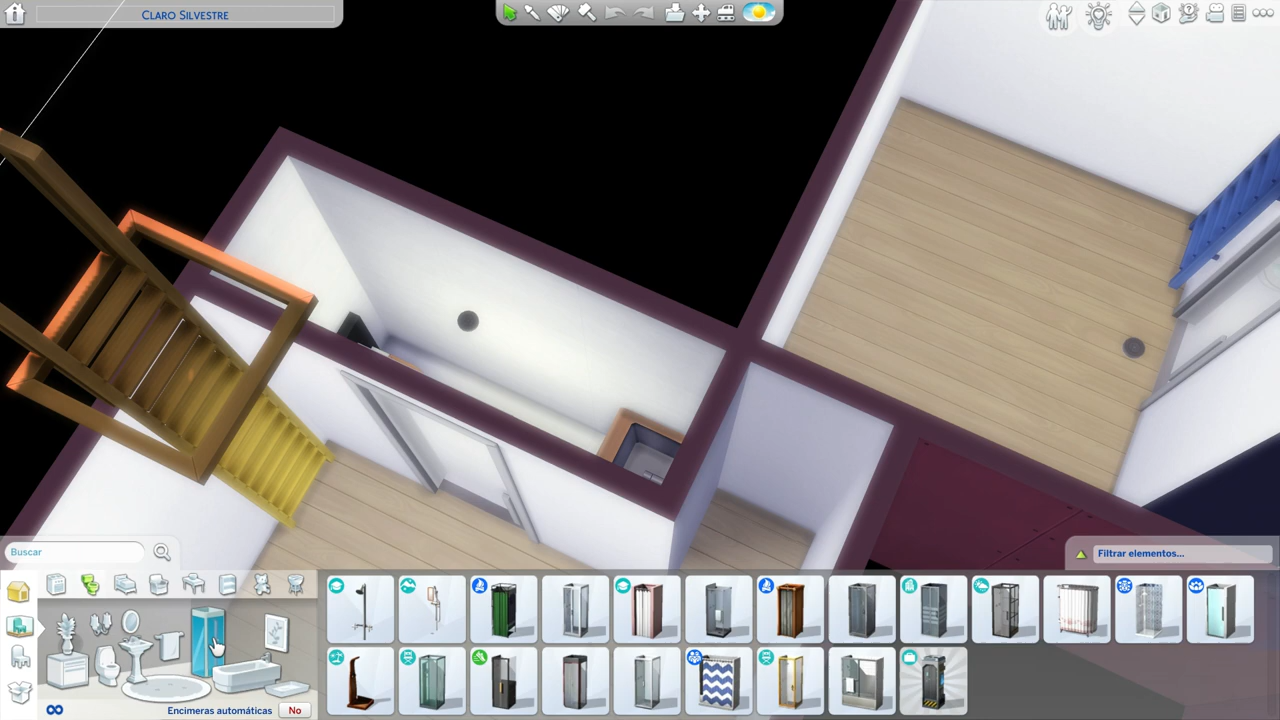 CLARO SILVESTRE
Buscar
Filtrar elementos...
Encimeras automáticas No